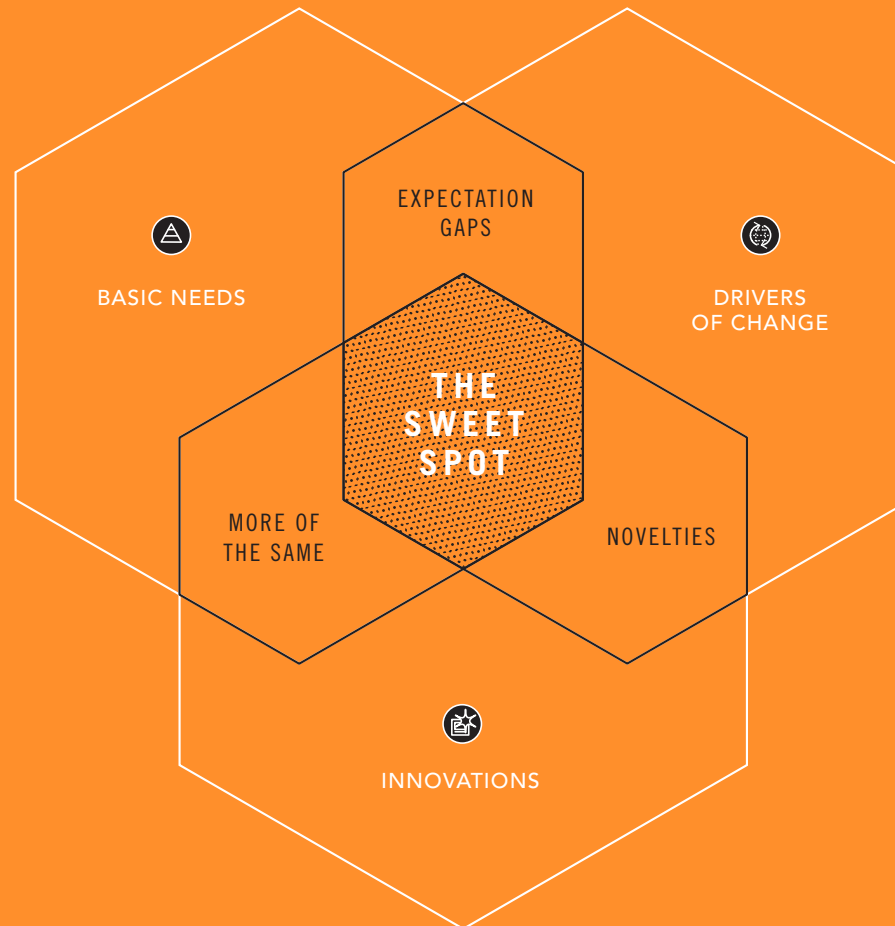 EXPECTATION
GAPS
BASIC NEEDS
DRIVERS
OF CHANGE
THE
SWEET
SPOT
MORE OF
THE SAME
NOVELTIES
INNOVATIONS